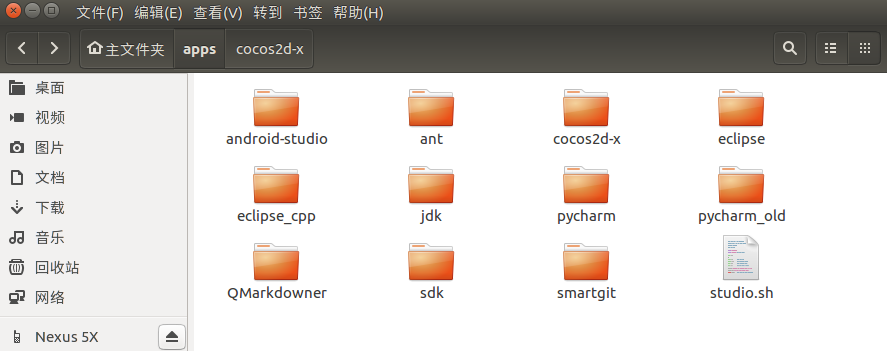 文件(F) 编辑(E) 查看(V) 转到 书签 帮助(H)
主文件夹 apps cocos2d-x
桌面
视频
图片
文档
下载
音乐
回收站
网络
Nexus 5X
android-studio ant cocos2d-x eclipse
eclipse_cpp jdk pycharm pycharm_old
QMarkdowner sdk smartgit studio.sh